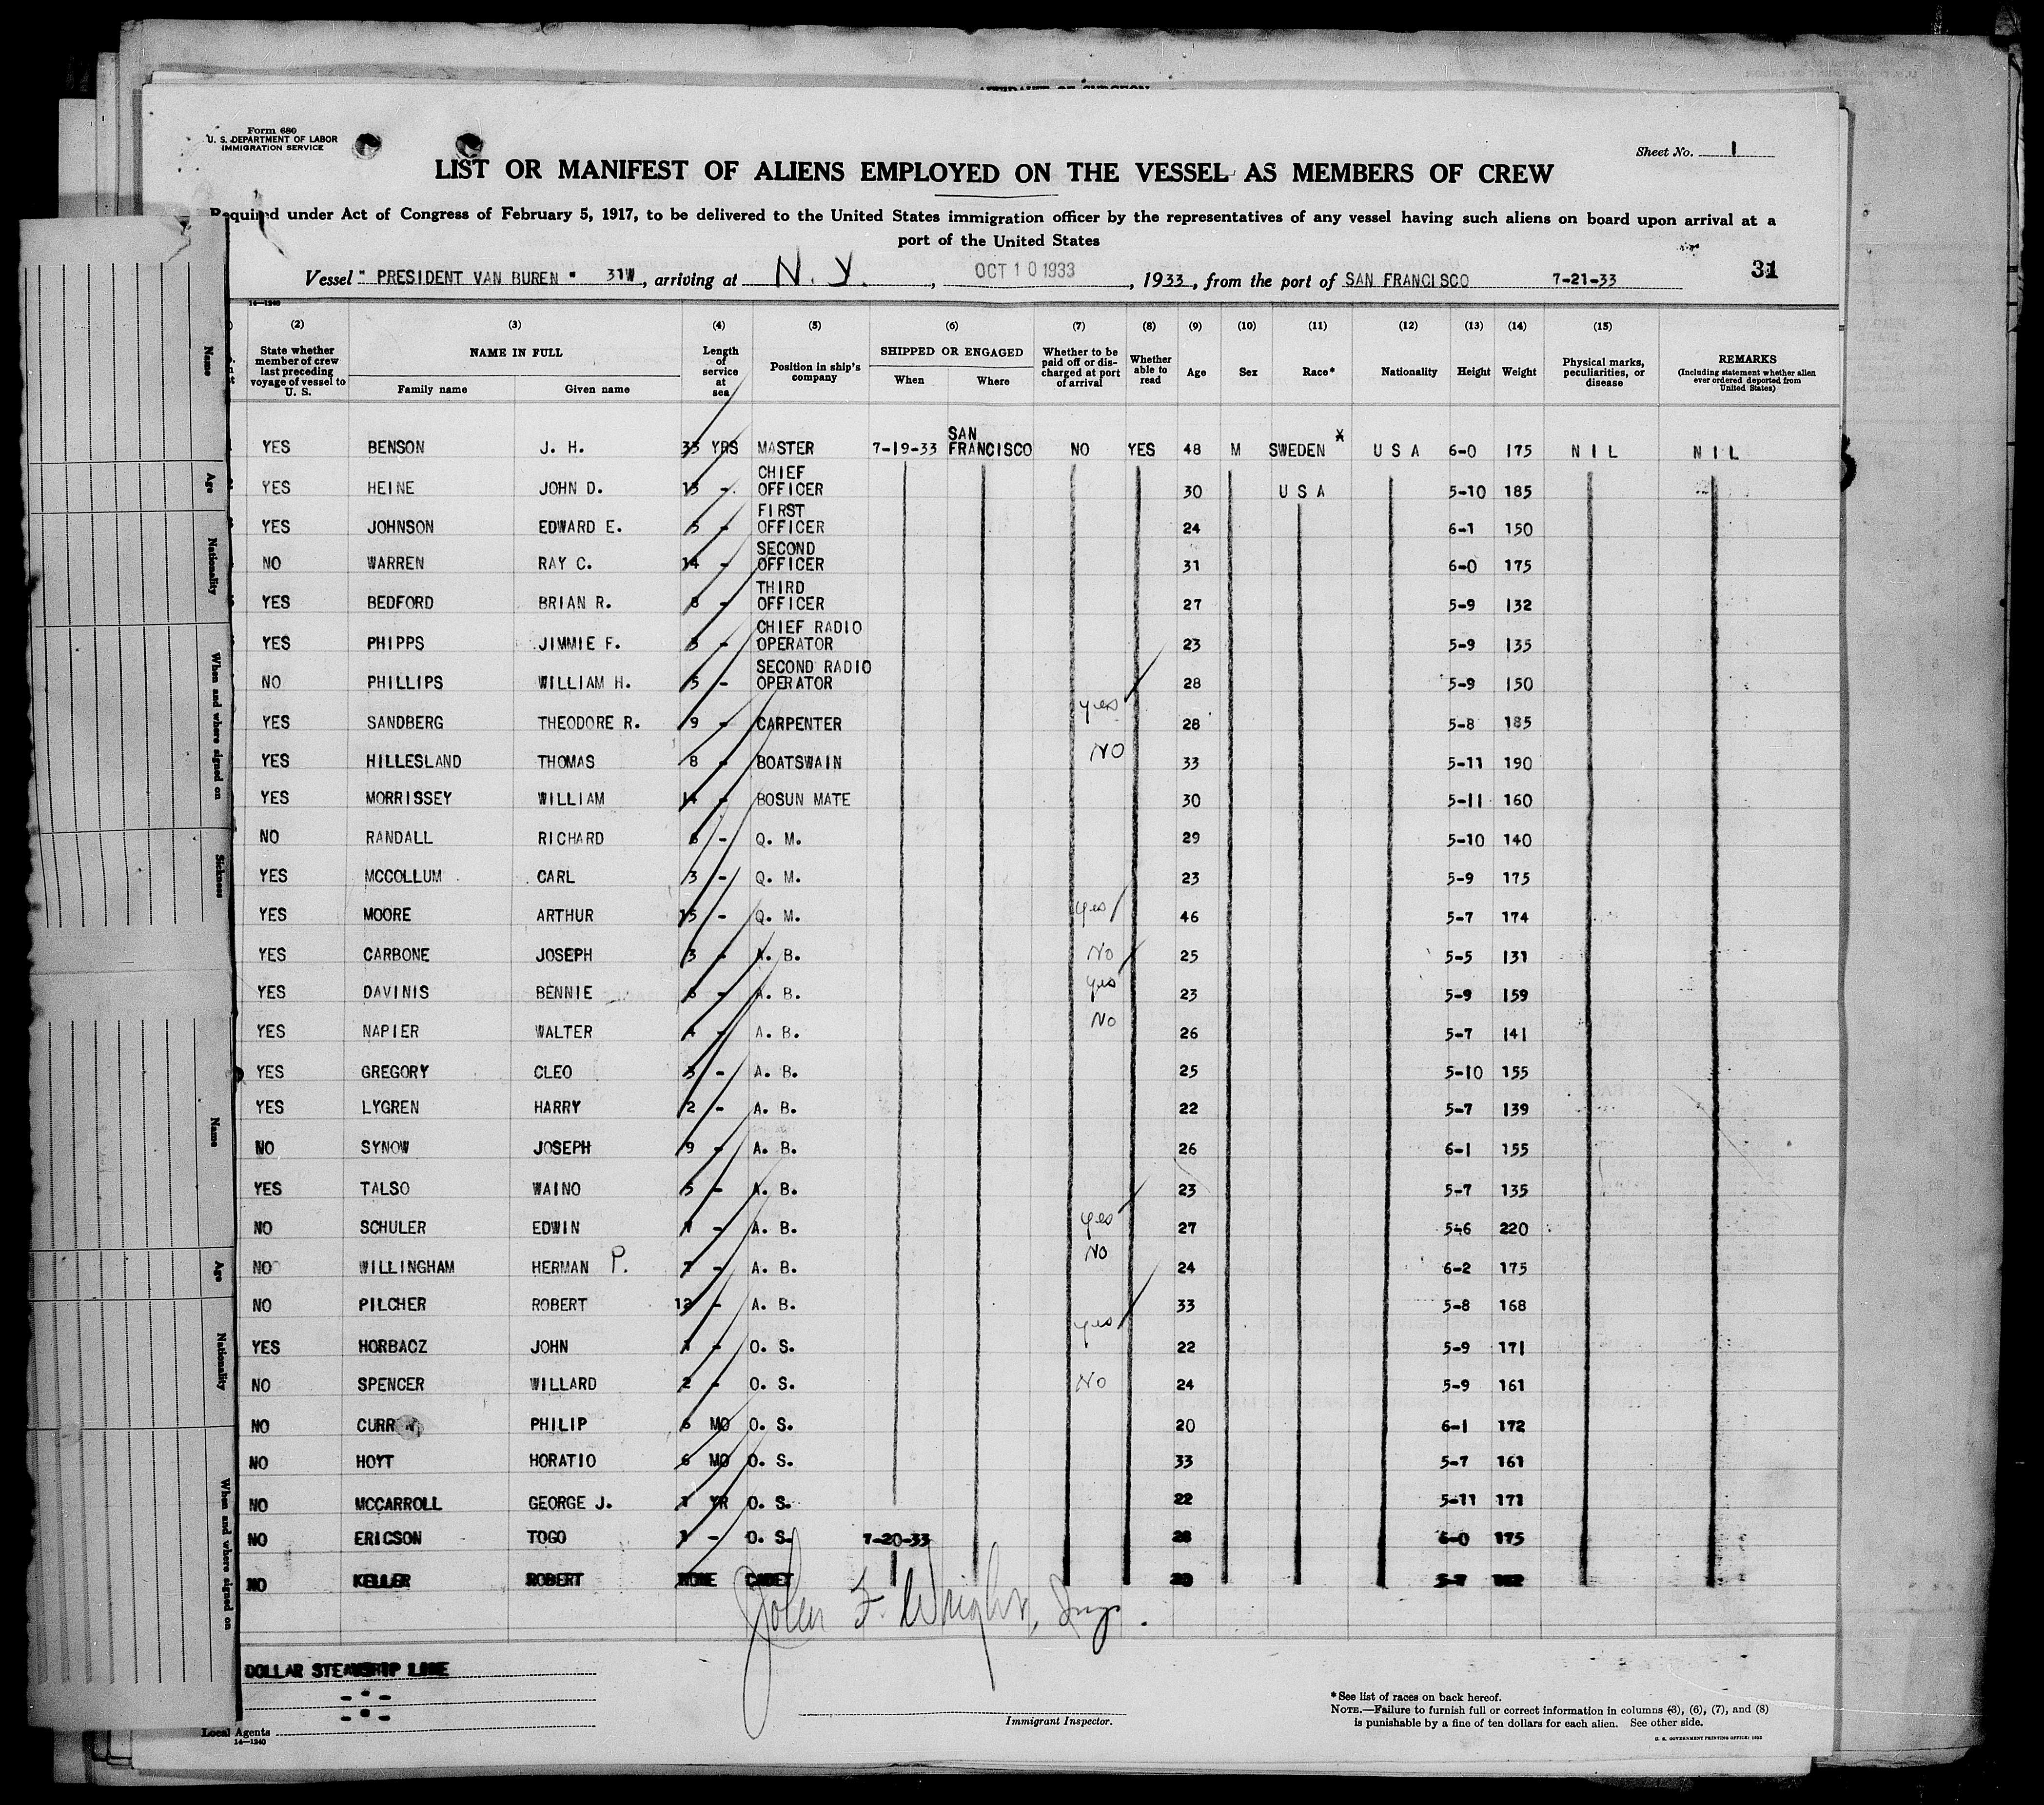 AFFIDAVIT OF SURGEON
Form 680
U. S. DEPARTMENT OF LABOR
IMMIGRATION SERVICE
Sheet No. 1
LIST OR MANIFEST OF ALIENS EMPLOYED ON THE VESSEL AS MEMBERS OF CREW
Required under Act of Congress of February 5, 1917, to be delivered to the United States immigration officer by the representatives of any vessel having such aliens on board upon arrival at a
port of the United States
Vessel " PRESIDENT VAN BUREN " 31W, arriving at N. Y., OCT 10 1933, 1933, from the port of SAN FRANCISCO 7-21-33 31
14—1240
(2) (3) (4) (5) (6) (7) (8) (9) (10) (11) (12) (13) (14) (15)
State whether member of crew last preceding voyage of vessel to U. S.
NAME IN FULL
Family name Given name
Length of service at sea
Position in ship's company
SHIPPED OR ENGAGED
When Where
Whether to be paid off or discharged at port of arrival
Whether able to read
Age Sex Race* Nationality Height Weight
Physical marks, peculiarities, or disease
REMARKS
(Including statement whether alien ever ordered deported from United States)
YES BENSON J. H. 33 YRS MASTER 7-19-33 SAN FRANCISCO NO YES 48 M SWEDEN X U S A 6-0 175 N I L N I L
YES HEINE JOHN D. 15 - CHIEF OFFICER 30 U S A 5-10 185
YES JOHNSON EDWARD E. 5 - FIRST OFFICER 24 6-1 150
NO WARREN RAY C. 14 - SECOND OFFICER 31 6-0 175
YES BEDFORD BRIAN R. 8 - THIRD OFFICER 27 5-9 132
YES PHIPPS JIMMIE F. 3 - CHIEF RADIO OPERATOR 23 5-9 135
NO PHILLIPS WILLIAM H. 5 - SECOND RADIO OPERATOR 28 5-9 150
YES SANDBERG THEODORE R. 9 - CARPENTER yes 28 5-8 185
YES HILLESLAND THOMAS 8 - BOATSWAIN NO 33 5-11 190
YES MORRISSEY WILLIAM 14 - BOSUN MATE 30 5-11 160
NO RANDALL RICHARD 6 - Q. M. 29 5-10 140
YES MCCOLLUM CARL 3 - Q. M. 23 5-9 175
YES MOORE ARTHUR 15 - Q. M. yes 46 5-7 174
YES CARBONE JOSEPH 3 - A. B. No 25 5-5 131
YES DAVINIS BENNIE 6 - A. B. yes 23 5-9 159
YES NAPIER WALTER 4 - A. B. No 26 5-7 141
YES GREGORY CLEO 3 - A. B. 25 5-10 155
YES LYGREN HARRY 2 - A. B. 22 5-7 139
NO SYNOW JOSEPH 9 - A. B. 26 6-1 155
YES TALSO WAINO 5 - A. B. 23 5-7 135
NO SCHULER EDWIN - A. B. yes 27 5-6 220
NO WILLINGHAM HERMAN P. 7 - A. B. No 24 6-2 175
NO PILCHER ROBERT 12 - A. B. 33 5-8 168
YES HORBACZ JOHN 1 - O. S. yes 22 5-9 171
NO SPENCER WILLARD 2 - O. S. No 24 5-9 161
NO CURR PHILIP 6 MO O. S. 20 6-1 172
NO HOYT HORATIO 6 MO O. S. 33 5-7 161
NO MCCARROLL GEORGE J. 1 YR O. S. 22 5-11 171
NO ERICSON TOGO 1 - O. S. 7-20-33 28 6-0 175
NO KELLER ROBERT NONE CADET 20 5-7
John F. Wright, Insp.
DOLLAR STEAMSHIP LINE
Local Agents
14—1240
Immigrant Inspector.
*See list of races on back hereof.
NOTE.—Failure to furnish full or correct information in columns (3), (6), (7), and (8)
is punishable by a fine of ten dollars for each alien. See other side.
U. S. GOVERNMENT PRINTING OFFICE: 1932
Name
Age
Nationality
When and where signed on
Sickness
Name
Age
Nationality
When and where signed on